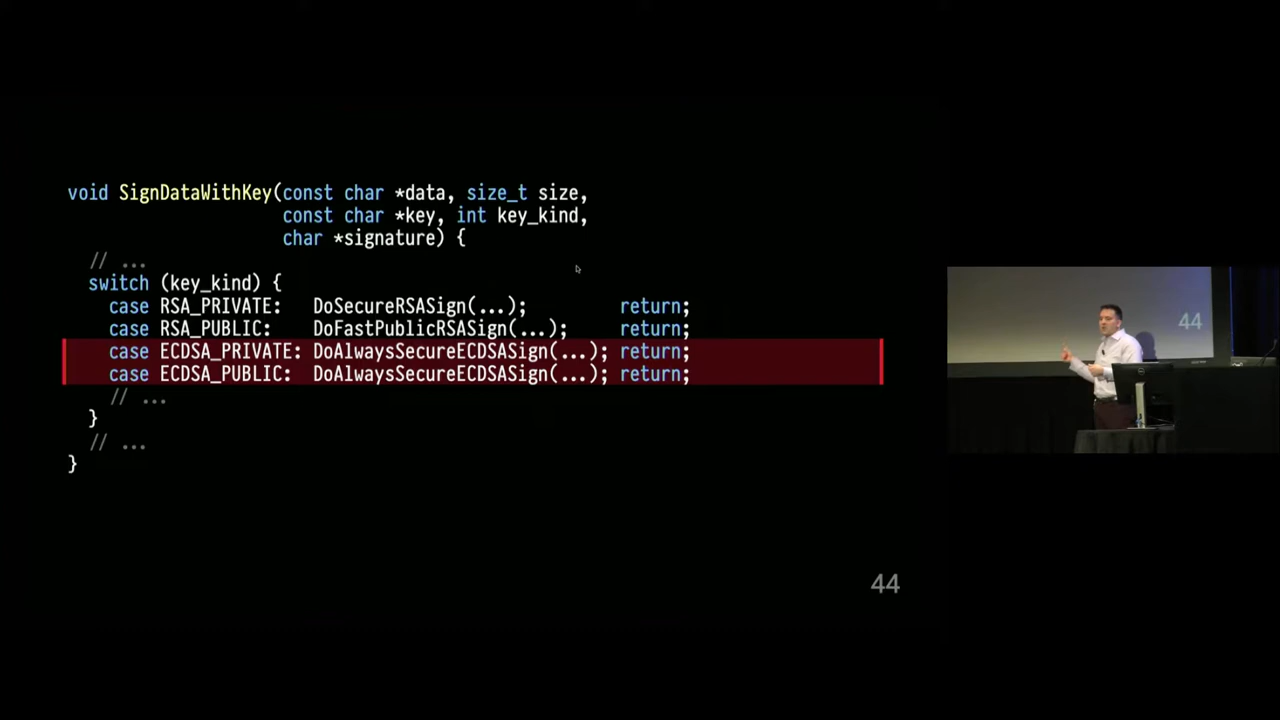 void SignDataWithKey(const char *data, size_t size,
const char *key, int key_kind,
char *signature) {
// ...
switch (key_kind) {
case RSA_PRIVATE: DoSecureRSASign(...); return;
case RSA_PUBLIC: DoFastPublicRSASign(...); return;
case ECDSA_PRIVATE: DoAlwaysSecureECDSASign(...); return;
case ECDSA_PUBLIC: DoAlwaysSecureECDSASign(...); return;
// ...
}
// ...
}
44
44